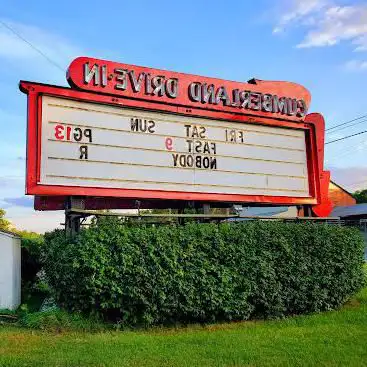 CUMBERLAND DRIVE-IN
FRI SAT SUN
FAST 9 PG13
NOBODY R